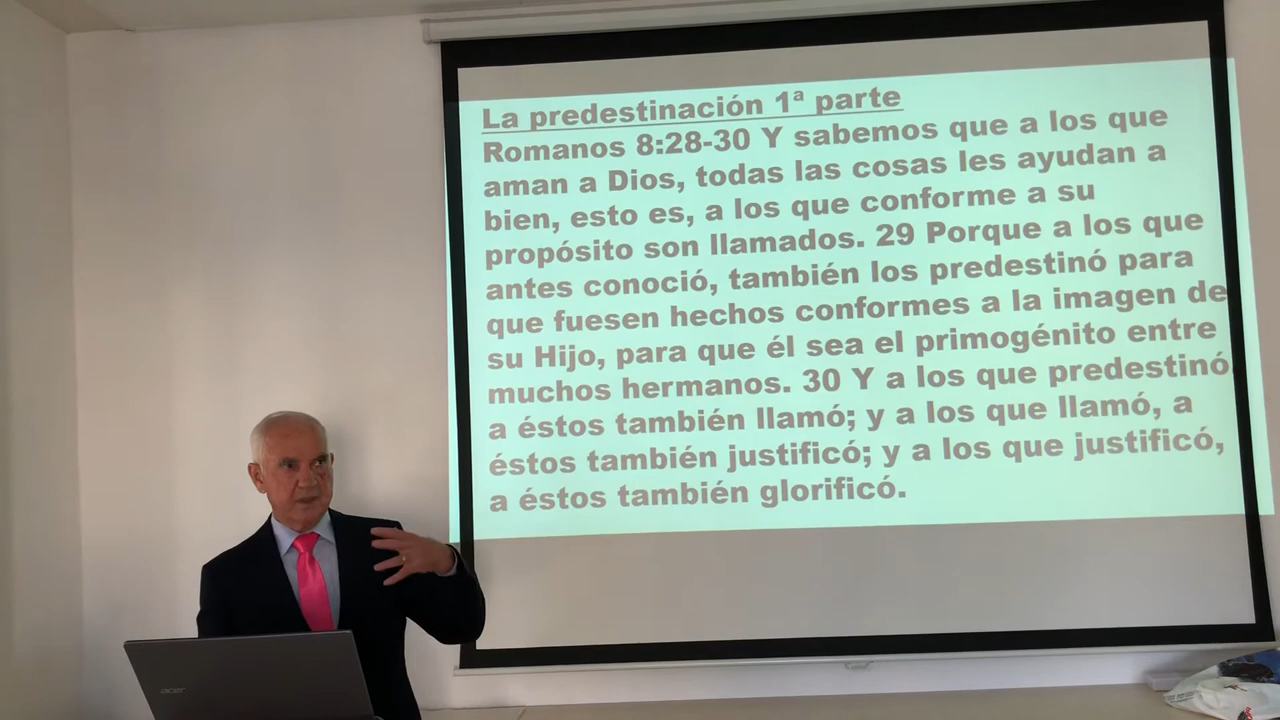 La predestinación 1ª parte
Romanos 8:28-30 Y sabemos que a los que
aman a Dios, todas las cosas les ayudan a
bien, esto es, a los que conforme a su
propósito son llamados. 29 Porque a los que
antes conoció, también los predestinó para
que fuesen hechos conformes a la imagen de
su Hijo, para que él sea el primogénito entre
muchos hermanos. 30 Y a los que predestinó
a éstos también llamó; y a los que llamó, a
éstos también justificó; y a los que justificó,
a éstos también glorificó.
acer